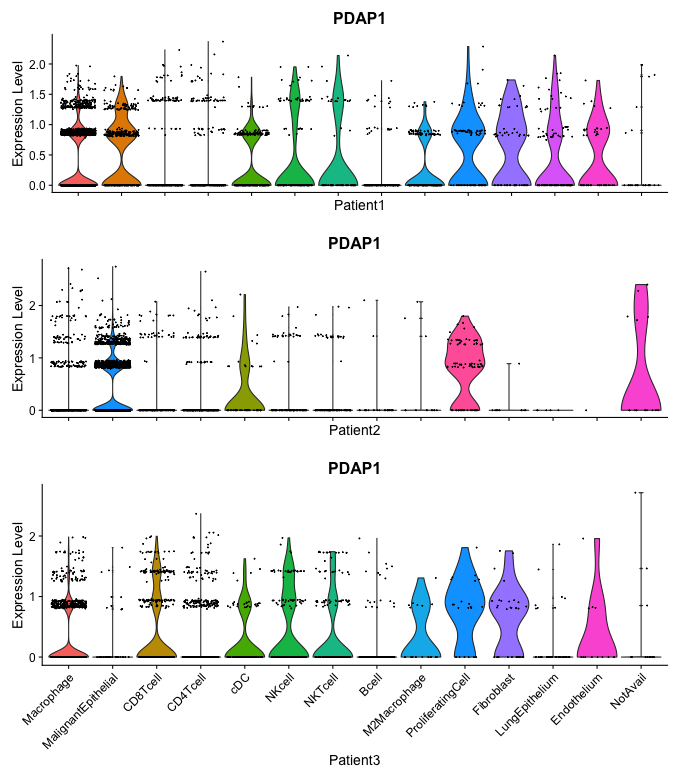 PDAP1
Expression Level
2.0
1.5
1.0
0.5
0.0
Patient1
PDAP1
Expression Level
2
1
0
Patient2
PDAP1
Expression Level
2
1
0
Macrophage
MalignantEpithelial
CD8Tcell
CD4Tcell
cDC
NKcell
NKTcell
Bcell
M2Macrophage
ProliferatingCell
Fibroblast
LungEpithelium
Endothelium
NotAvail
Patient3